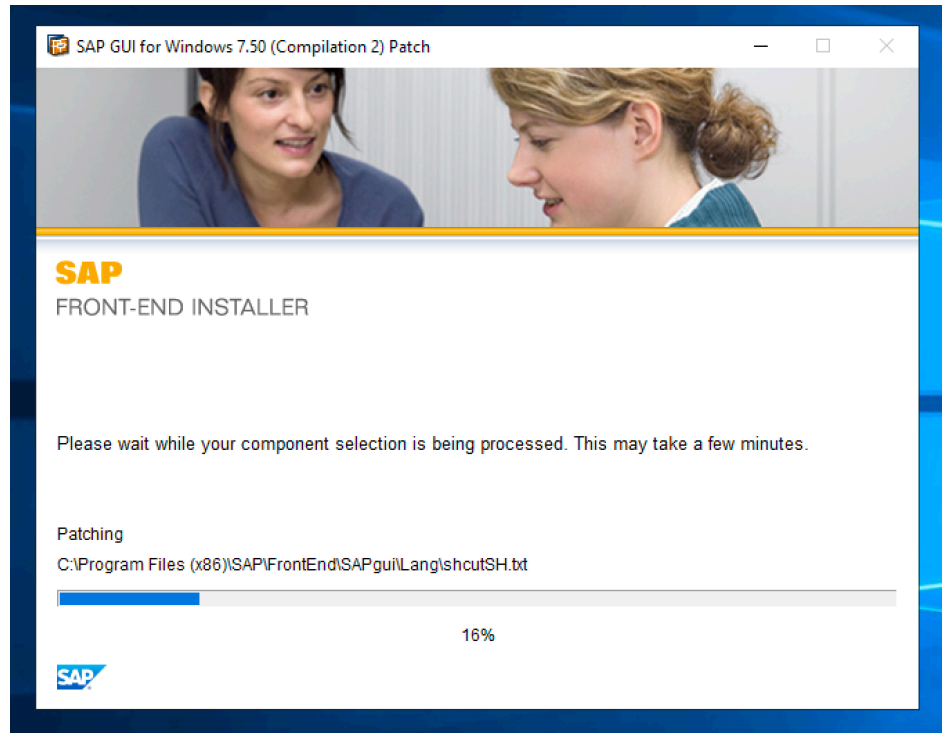 SAP GUI for Windows 7.50 (Compilation 2) Patch
SAP
FRONT-END INSTALLER
Please wait while your component selection is being processed. This may take a few minutes.
Patching
C:\Program Files (x86)\SAP\FrontEnd\SAPgui\Lang\shcutSH.txt
16%
SAP